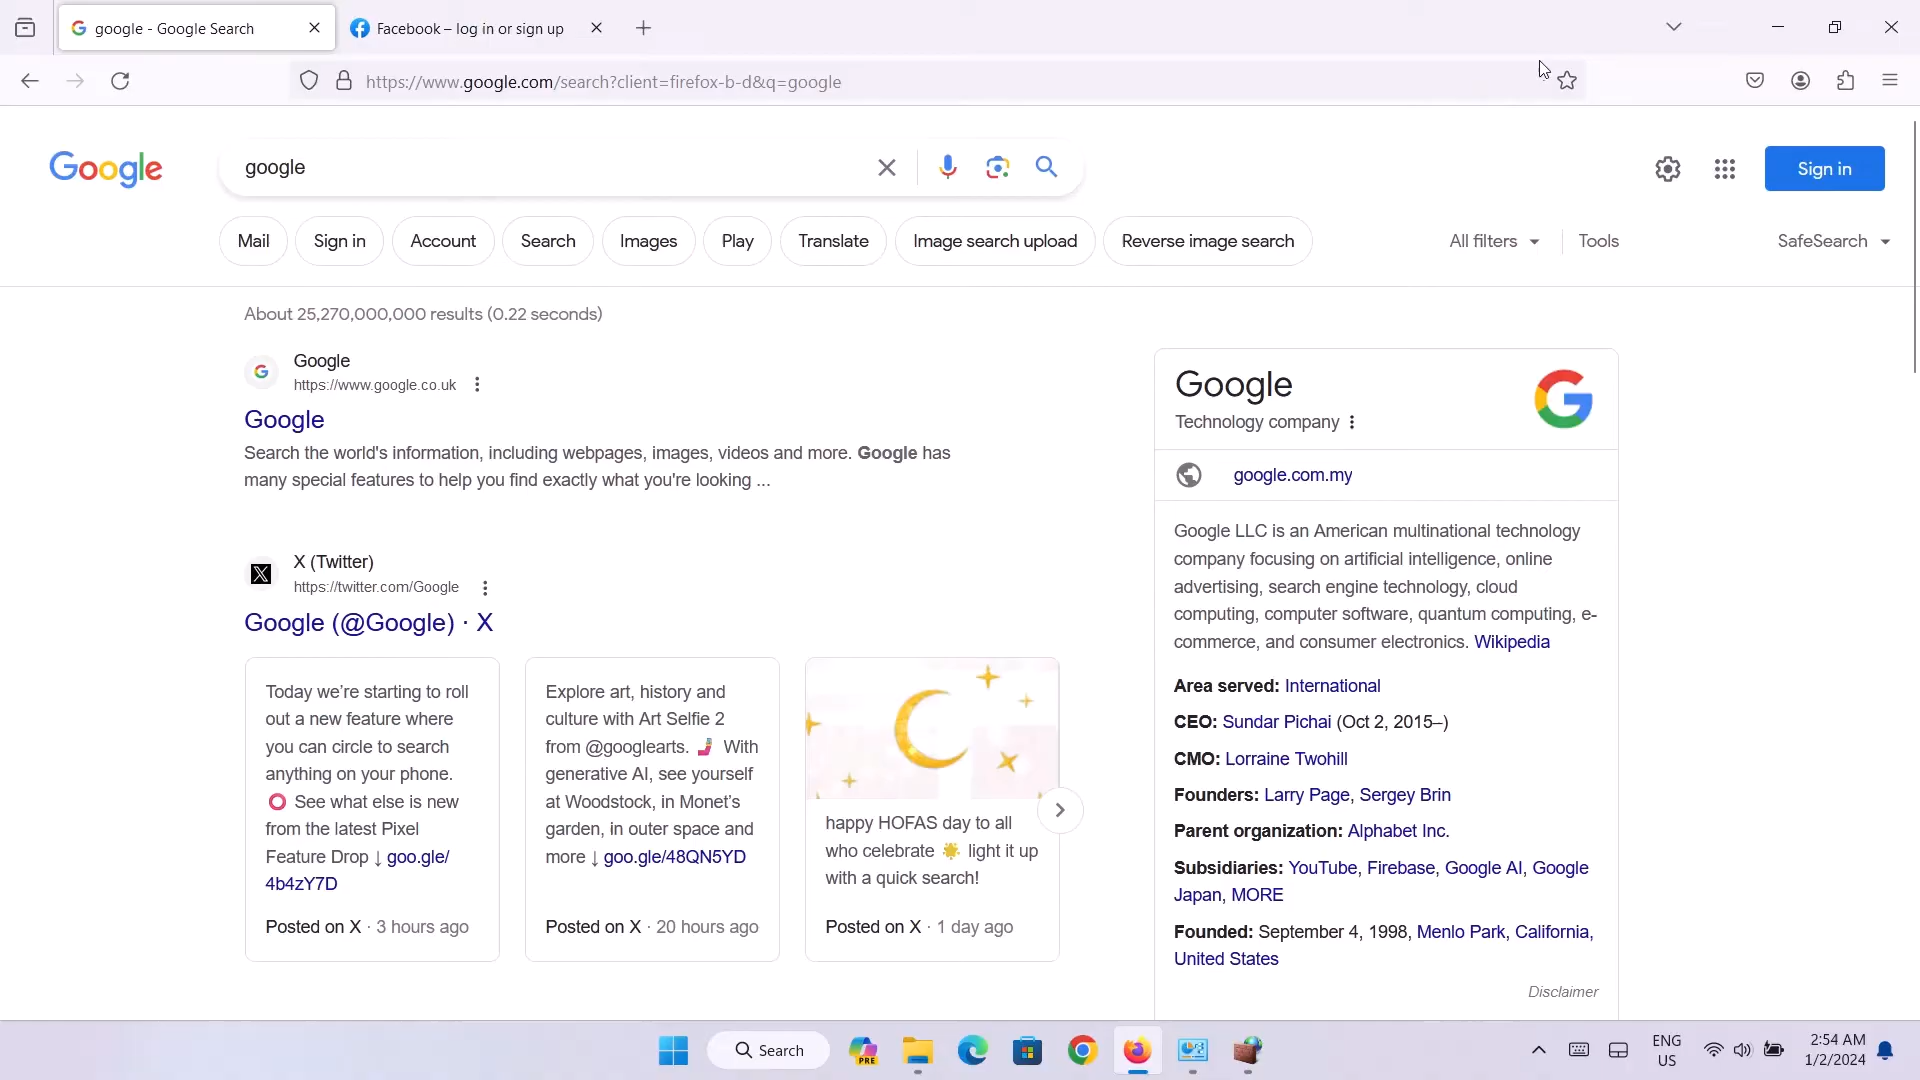 google - Google Search
Facebook – log in or sign up
https://www.google.com/search?client=firefox-b-d&q=google
Google
google
Sign in
Mail
Sign in
Account
Search
Images
Play
Translate
Image search upload
Reverse image search
All filters
Tools
SafeSearch
About 25,270,000,000 results (0.22 seconds)
Google
https://www.google.co.uk
Google
Search the world's information, including webpages, images, videos and more. Google has
many special features to help you find exactly what you're looking ...
X (Twitter)
https://twitter.com/Google
Google (@Google) · X
Today we’re starting to roll
out a new feature where
you can circle to search
anything on your phone.
⭕ See what else is new
from the latest Pixel
Feature Drop ↓ goo.gle/
4b4zY7D
Posted on X · 3 hours ago
Explore art, history and
culture with Art Selfie 2
from @googlearts. 🤳 With
generative AI, see yourself
at Woodstock, in Monet’s
garden, in outer space and
more ↓ goo.gle/48QN5YD
Posted on X · 20 hours ago
happy HOFAS day to all
who celebrate 🌟 light it up
with a quick search!
Posted on X · 1 day ago
Google
Technology company
google.com.my
Google LLC is an American multinational technology
company focusing on artificial intelligence, online
advertising, search engine technology, cloud
computing, computer software, quantum computing, e-
commerce, and consumer electronics. Wikipedia
Area served: International
CEO: Sundar Pichai (Oct 2, 2015–)
CMO: Lorraine Twohill
Founders: Larry Page, Sergey Brin
Parent organization: Alphabet Inc.
Subsidiaries: YouTube, Firebase, Google AI, Google
Japan, MORE
Founded: September 4, 1998, Menlo Park, California,
United States
Disclaimer
Search
PRE
ENG
US
2:54 AM
1/2/2024